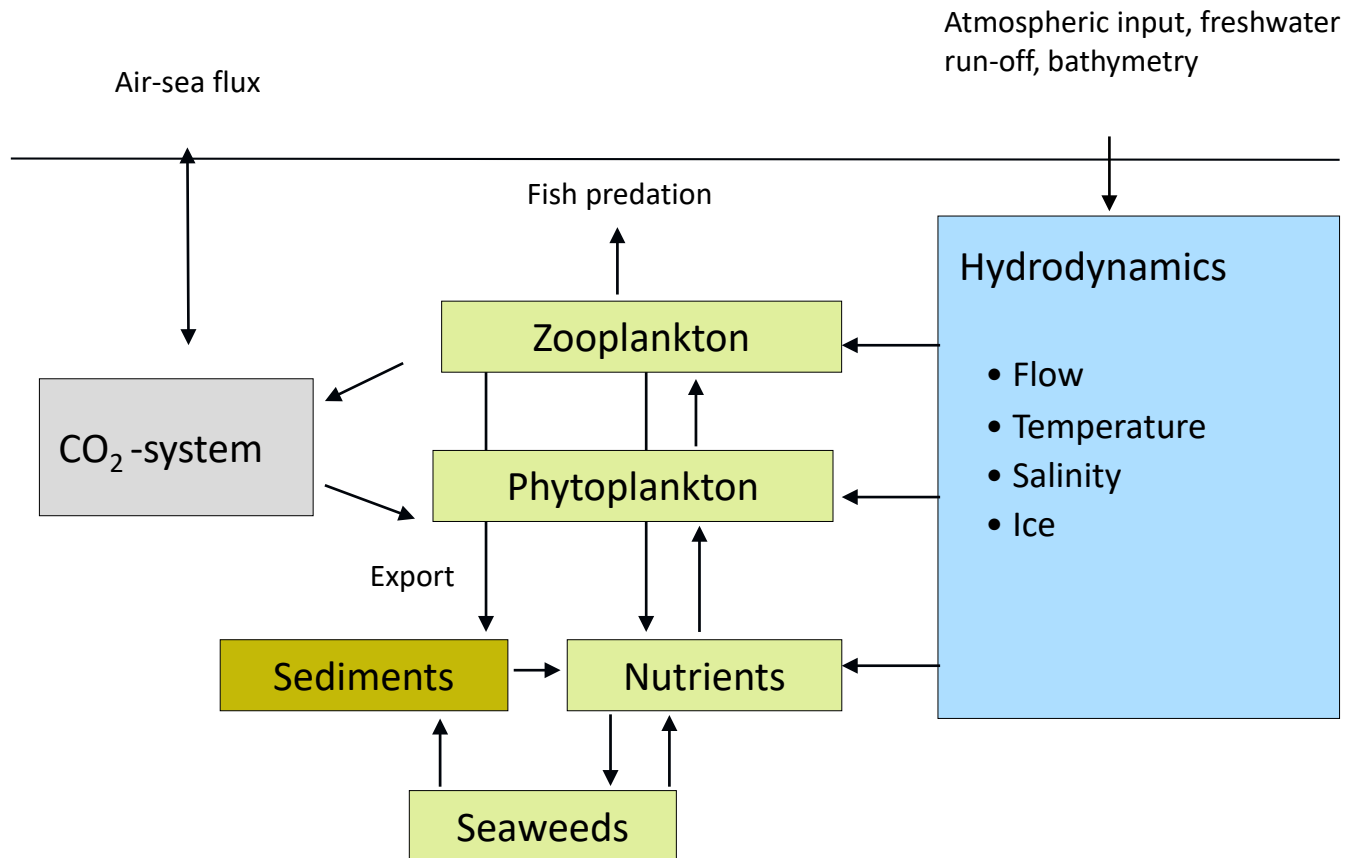 Atmospheric input, freshwater
run-off, bathymetry
Air-sea flux
Fish predation
Hydrodynamics
Zooplankton
• Flow
• Temperature
• Salinity
• Ice
CO₂ -system
Phytoplankton
Export
Sediments
Nutrients
Seaweeds